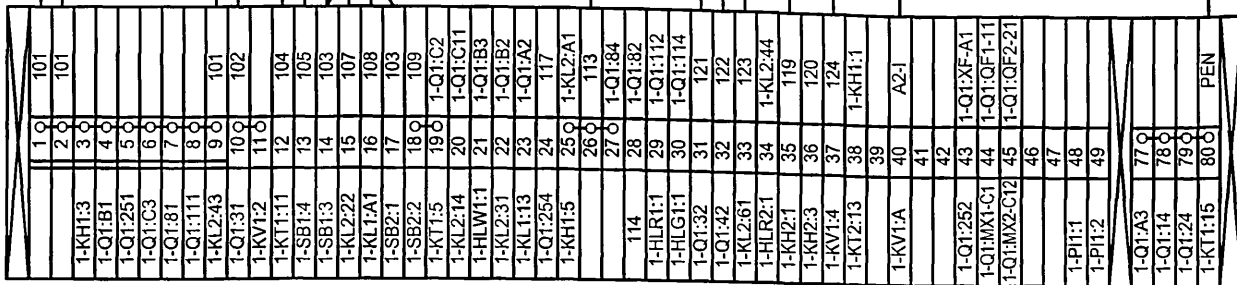 1 101
2 101
1-KH1:3 3
1-Q1:B1 4
1-Q1:251 5
1-Q1:C3 6
1-Q1:81 7
1-Q1:111 8
1-KL2:43 9 101
1-Q1:31 10 102
1-KV1:2 11
1-KT1:11 12 104
1-SB1:4 13 105
1-SB1:3 14 103
1-KL2:22 15 107
1-KL1:A1 16 108
1-SB2:1 17 103
1-SB2:2 18 109
1-KT1:5 19 1-Q1:C2
1-KL2:14 20 1-Q1:C11
1-HLW1:1 21 1-Q1:B3
1-KL2:31 22 1-Q1:B2
1-KL1:13 23 1-Q1:A2
1-Q1:254 24 117
1-KH1:5 25 1-KL2:A1
26 113
27 1-Q1:84
114 28 1-Q1:82
1-HLR1:1 29 1-Q1:112
1-HLG1:1 30 1-Q1:114
1-Q1:32 31 121
1-Q1:42 32 122
1-KL2:61 33 123
1-HLR2:1 34 1-KL2:44
1-KH2:1 35 119
1-KH2:3 36 120
1-KV1:4 37 124
1-KT2:13 38 1-KH1:1
39
1-KV1:A 40 A2-I
41
42
1-Q1:252 43 1-Q1:XF-A1
1-Q1:MX1-C1 44 1-Q1:QF1-11
1-Q1:MX2-C12 45 1-Q1:QF2-21
46
47
1-PI1:1 48
1-PI1:2 49
1-Q1:A3 77
1-Q1:14 78
1-Q1:24 79
1-KT1:15 80 PEN